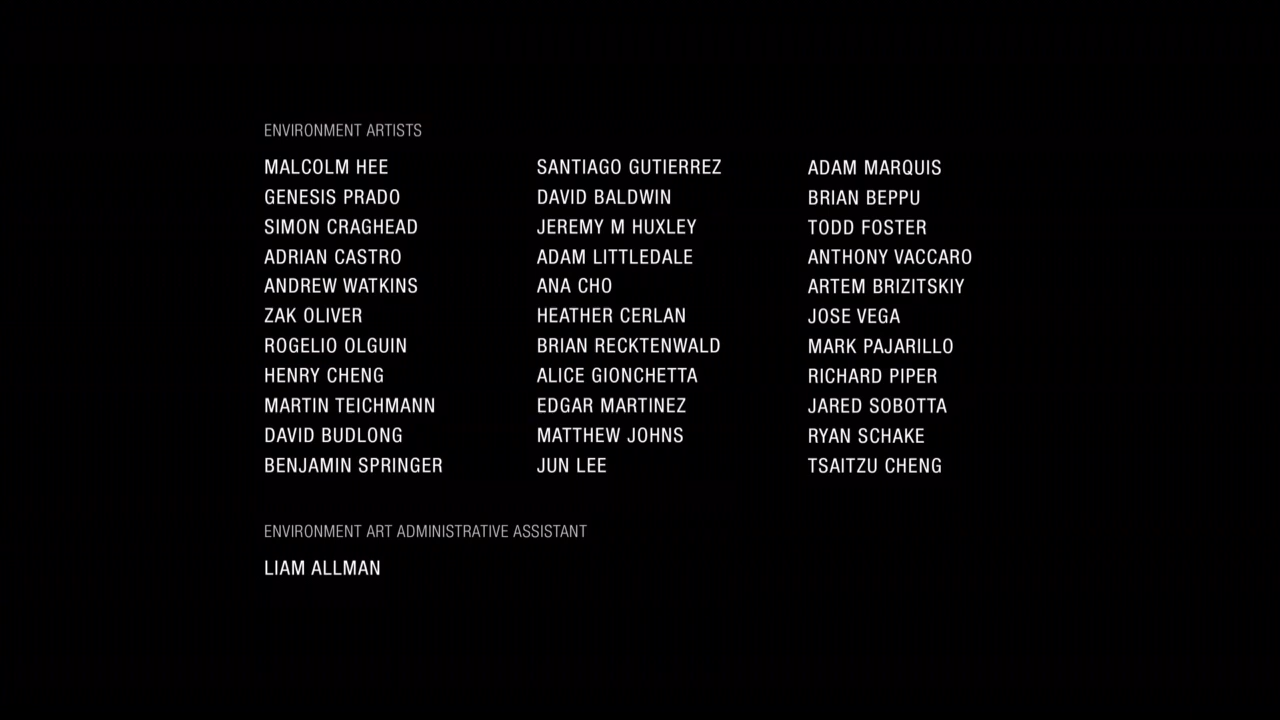 ENVIRONMENT ARTISTS
MALCOLM HEE
GENESIS PRADO
SIMON CRAGHEAD
ADRIAN CASTRO
ANDREW WATKINS
ZAK OLIVER
ROGELIO OLGUIN
HENRY CHENG
MARTIN TEICHMANN
DAVID BUDLONG
BENJAMIN SPRINGER
SANTIAGO GUTIERREZ
DAVID BALDWIN
JEREMY M HUXLEY
ADAM LITTLEDALE
ANA CHO
HEATHER CERLAN
BRIAN RECKTENWALD
ALICE GIONCHETTA
EDGAR MARTINEZ
MATTHEW JOHNS
JUN LEE
ADAM MARQUIS
BRIAN BEPPU
TODD FOSTER
ANTHONY VACCARO
ARTEM BRIZITSKIY
JOSE VEGA
MARK PAJARILLO
RICHARD PIPER
JARED SOBOTTA
RYAN SCHAKE
TSAITZU CHENG
ENVIRONMENT ART ADMINISTRATIVE ASSISTANT
LIAM ALLMAN